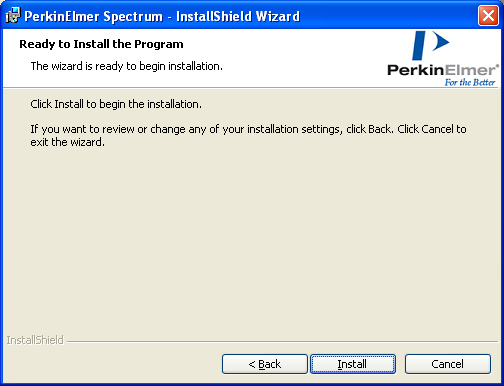 PerkinElmer Spectrum - InstallShield Wizard
Ready to Install the Program
The wizard is ready to begin installation.
PerkinElmer®
For the Better
Click Install to begin the installation.
If you want to review or change any of your installation settings, click Back. Click Cancel to
exit the wizard.
InstallShield
< Back
Install
Cancel